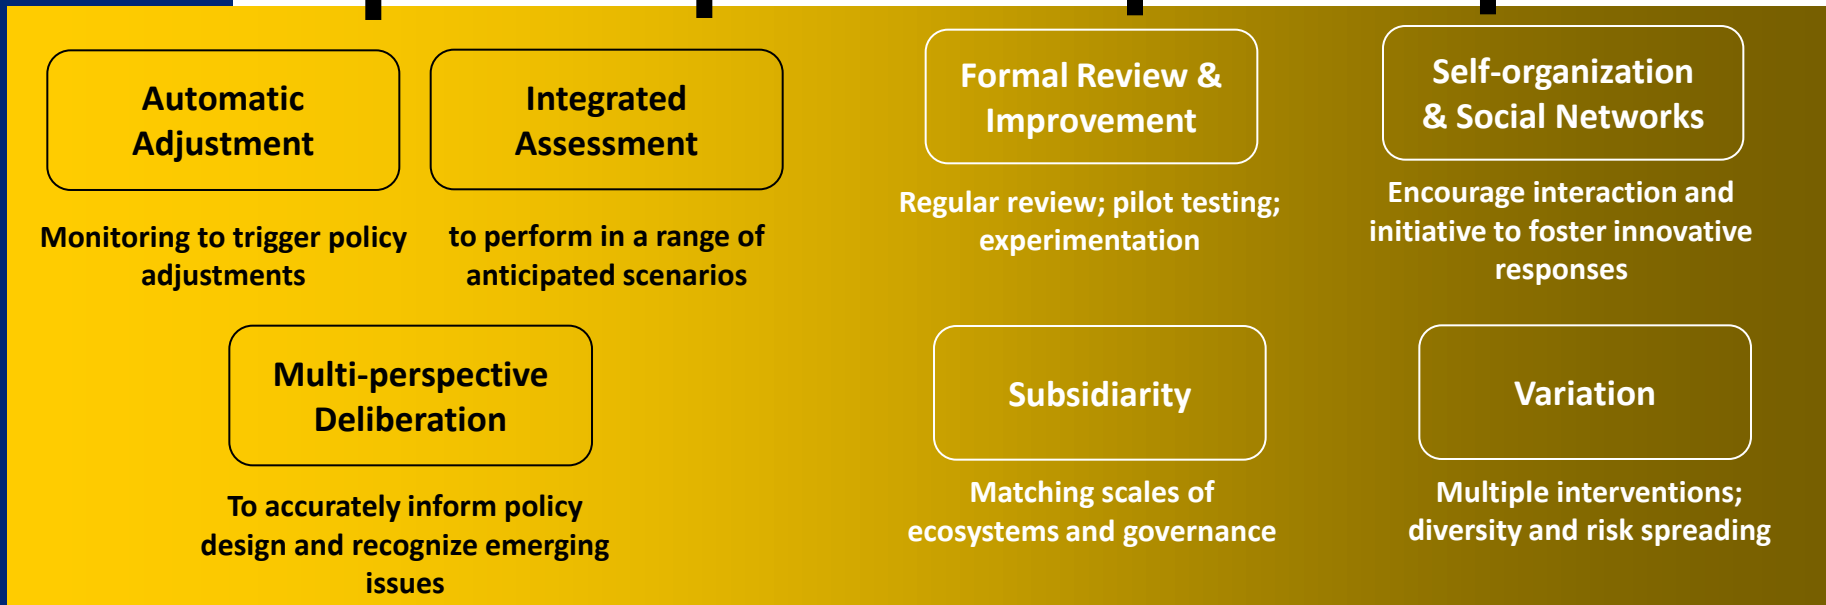 Automatic
Adjustment
Monitoring to trigger policy
adjustments
Integrated
Assessment
to perform in a range of
anticipated scenarios
Formal Review &
Improvement
Regular review; pilot testing;
experimentation
Self-organization
& Social Networks
Encourage interaction and
initiative to foster innovative
responses
Multi-perspective
Deliberation
To accurately inform policy
design and recognize emerging
issues
Subsidiarity
Matching scales of
ecosystems and governance
Variation
Multiple interventions;
diversity and risk spreading